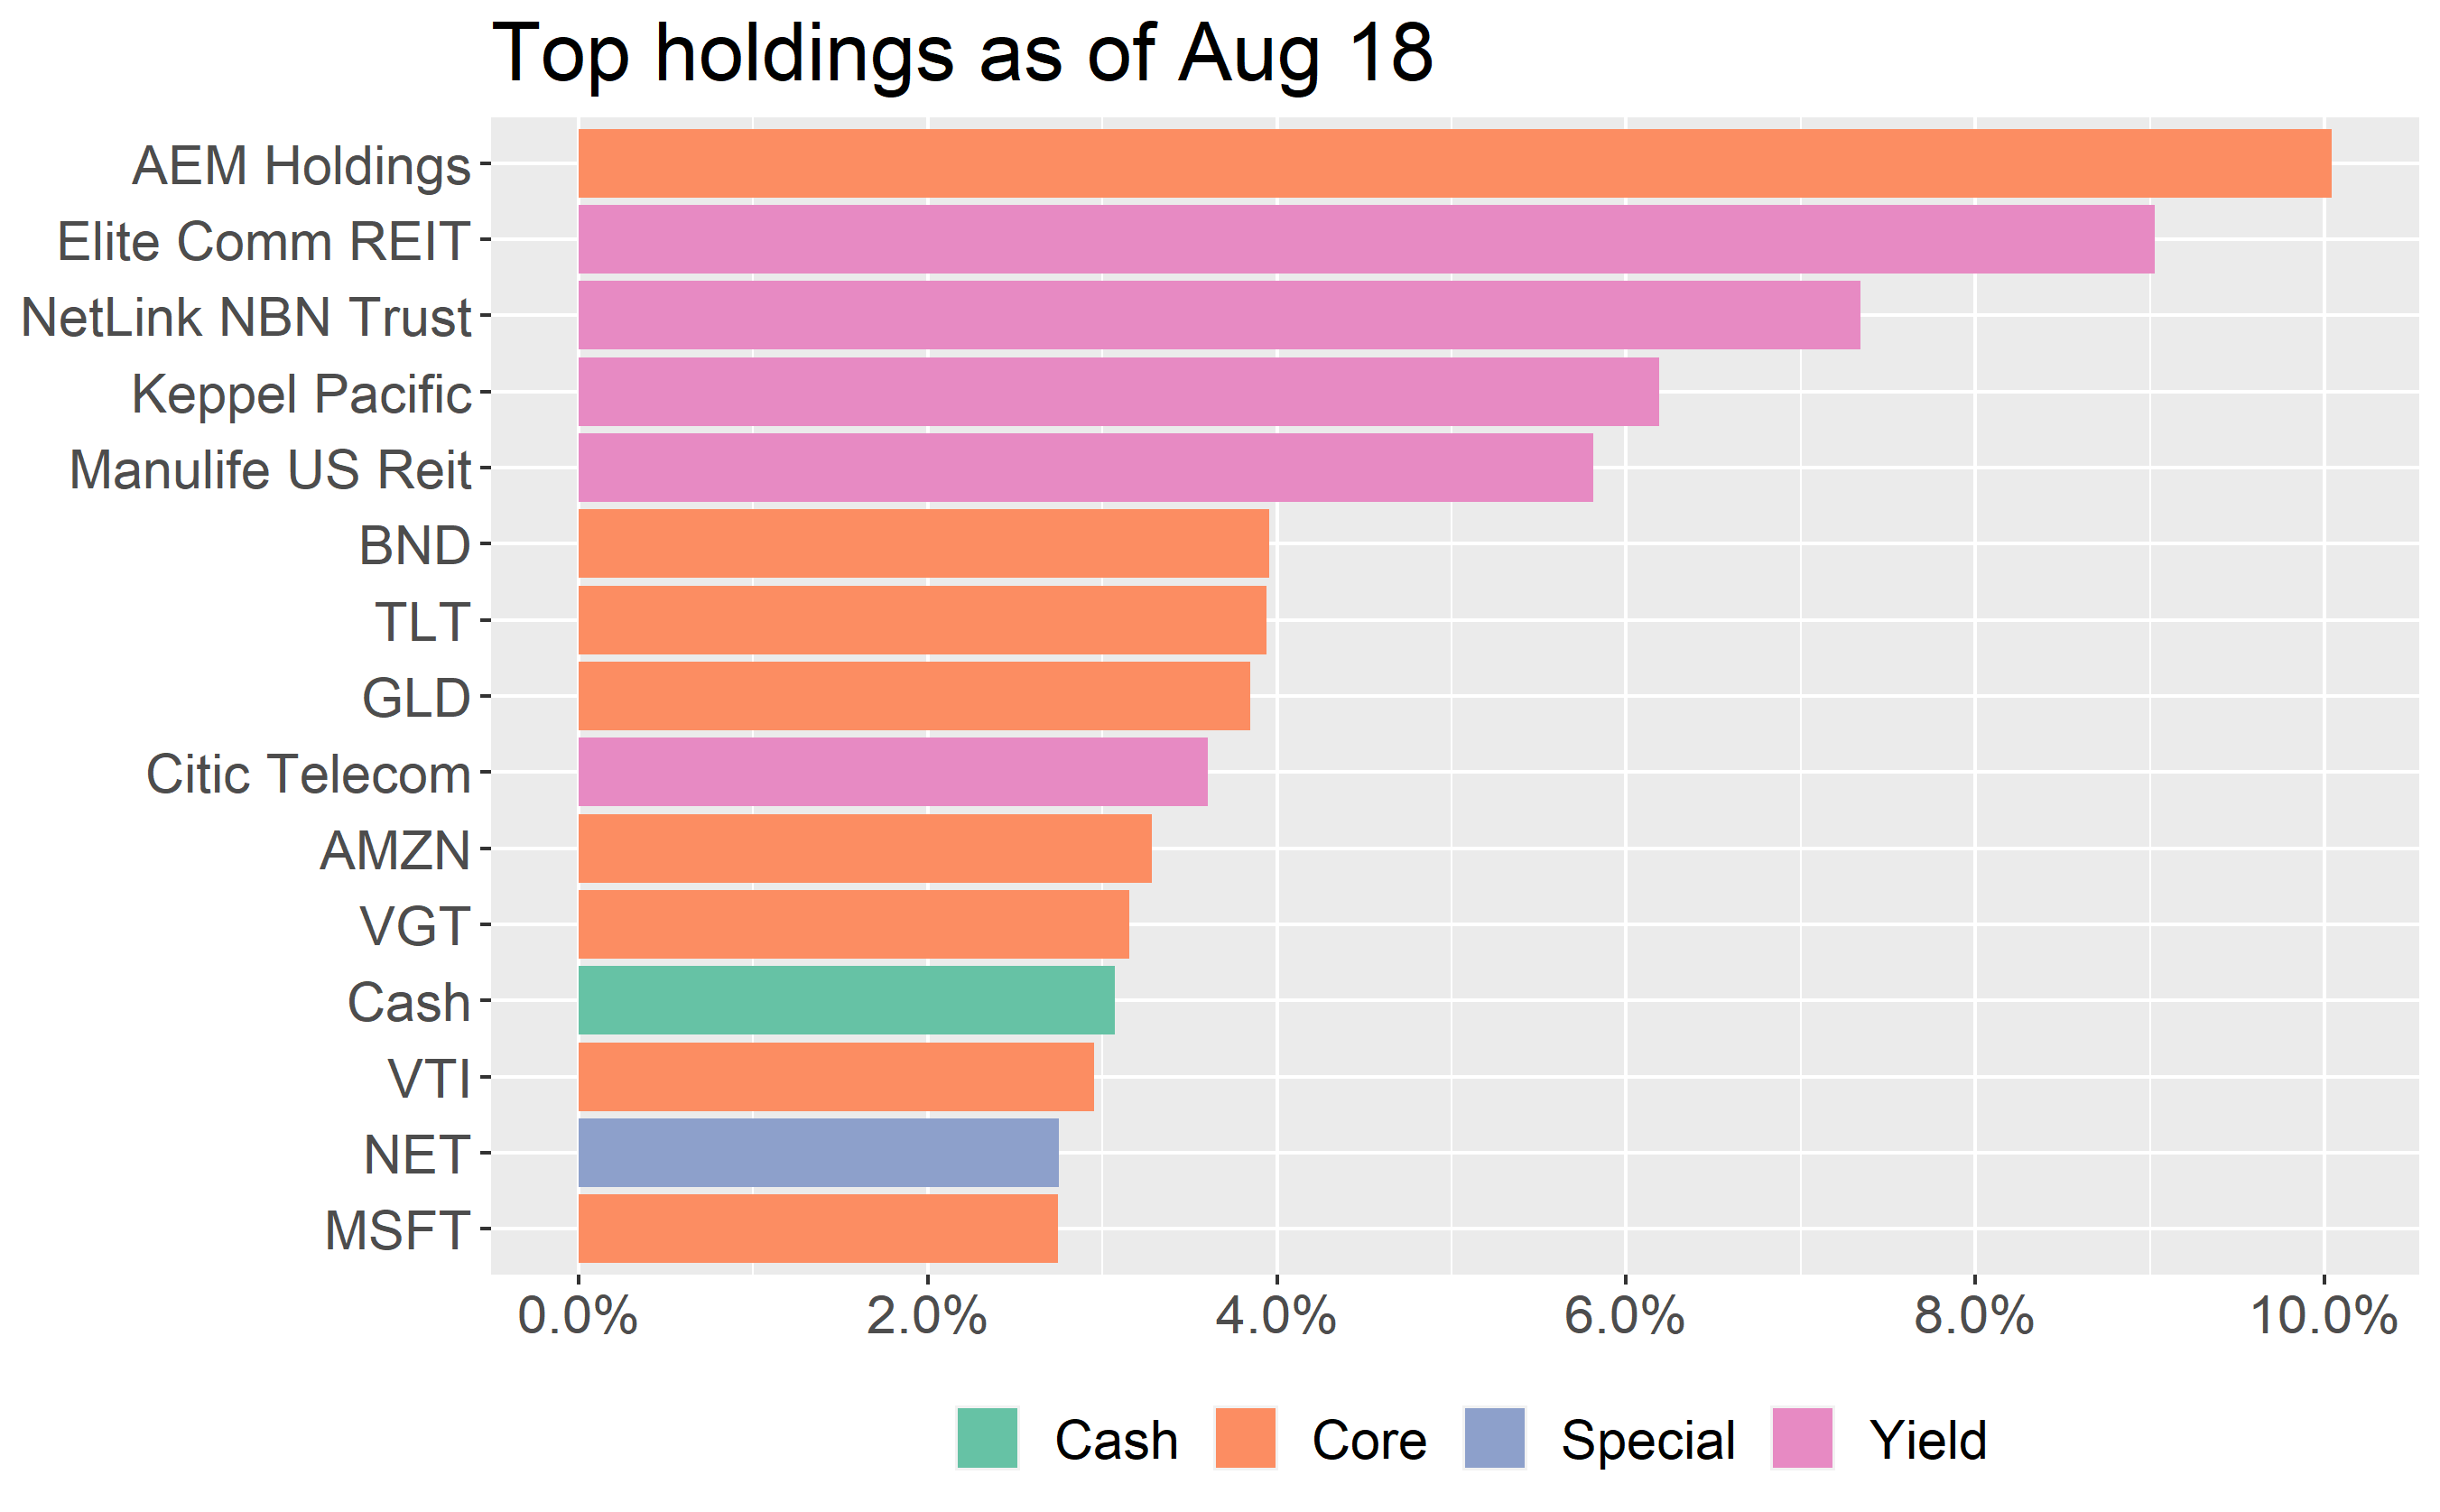 Top holdings as of Aug 18
AEM Holdings
Elite Comm REIT
NetLink NBN Trust
Keppel Pacific
Manulife US Reit
BND
TLT
GLD
Citic Telecom
AMZN
VGT
Cash
VTI
NET
MSFT
0.0% 2.0% 4.0% 6.0% 8.0% 10.0%
Cash Core Special Yield